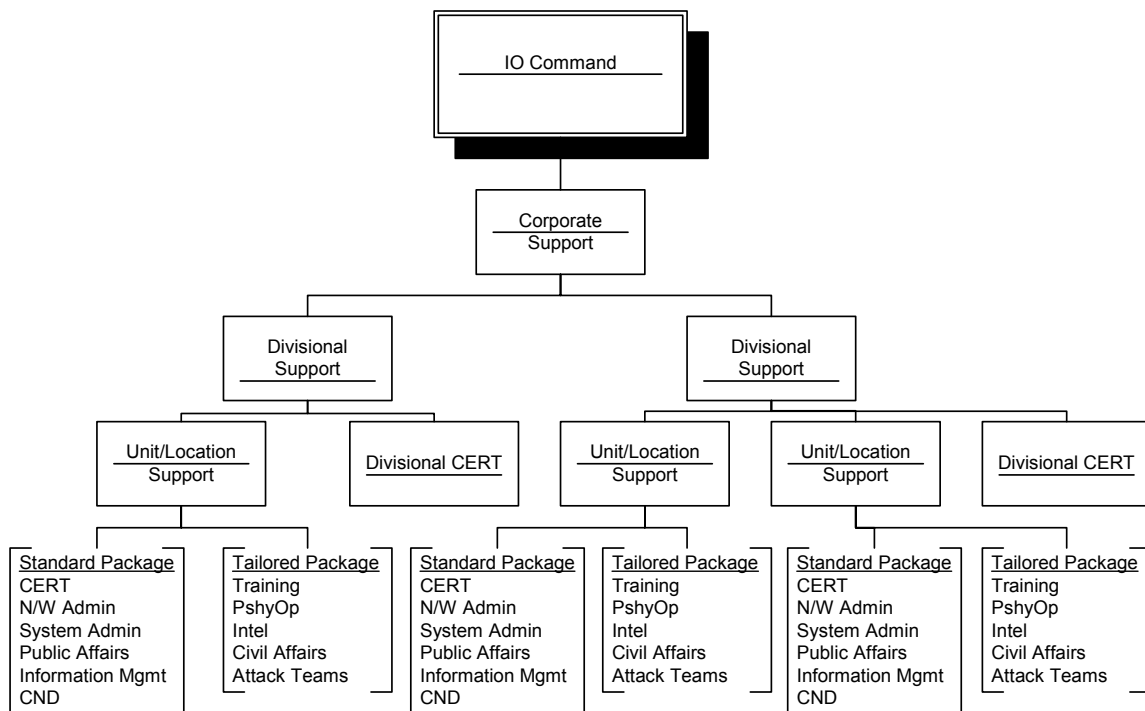 IO Command
Corporate
Support
Divisional
Support
Divisional
Support
Unit/Location
Support
Divisional CERT
Unit/Location
Support
Unit/Location
Support
Divisional CERT
Standard Package
CERT
N/W Admin
System Admin
Public Affairs
Information Mgmt
CND
Tailored Package
Training
PshyOp
Intel
Civil Affairs
Attack Teams
Standard Package
CERT
N/W Admin
System Admin
Public Affairs
Information Mgmt
CND
Tailored Package
Training
PshyOp
Intel
Civil Affairs
Attack Teams
Standard Package
CERT
N/W Admin
System Admin
Public Affairs
Information Mgmt
CND
Tailored Package
Training
PshyOp
Intel
Civil Affairs
Attack Teams